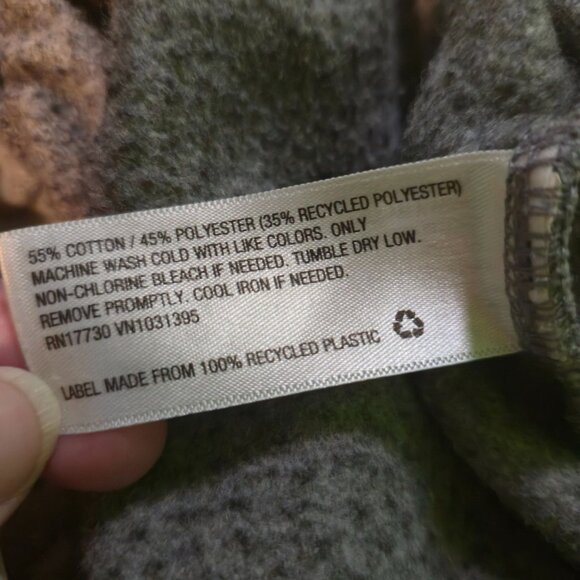 55% COTTON / 45% POLYESTER (35% RECYCLED POLYESTER)
MACHINE WASH COLD WITH LIKE COLORS. ONLY
NON-CHLORINE BLEACH IF NEEDED. TUMBLE DRY LOW.
REMOVE PROMPTLY. COOL IRON IF NEEDED.
RN17730 VN1031395
LABEL MADE FROM 100% RECYCLED PLASTIC